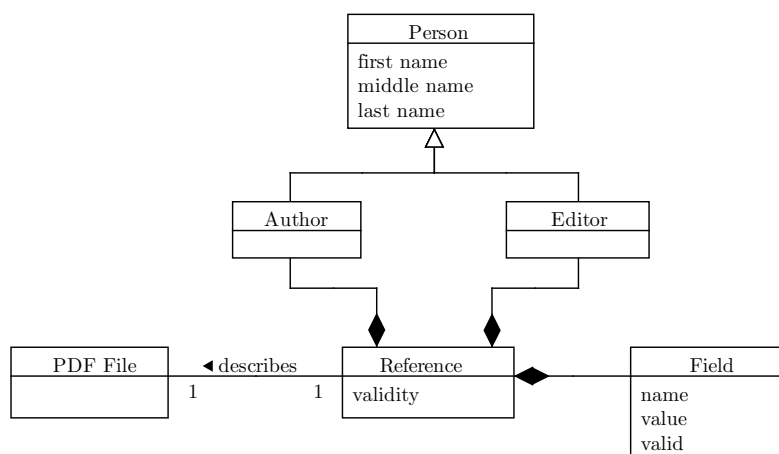 Person
first name
middle name
last name
Author
Editor
PDF File
◄ describes
Reference
Field
1
1
validity
name
value
valid